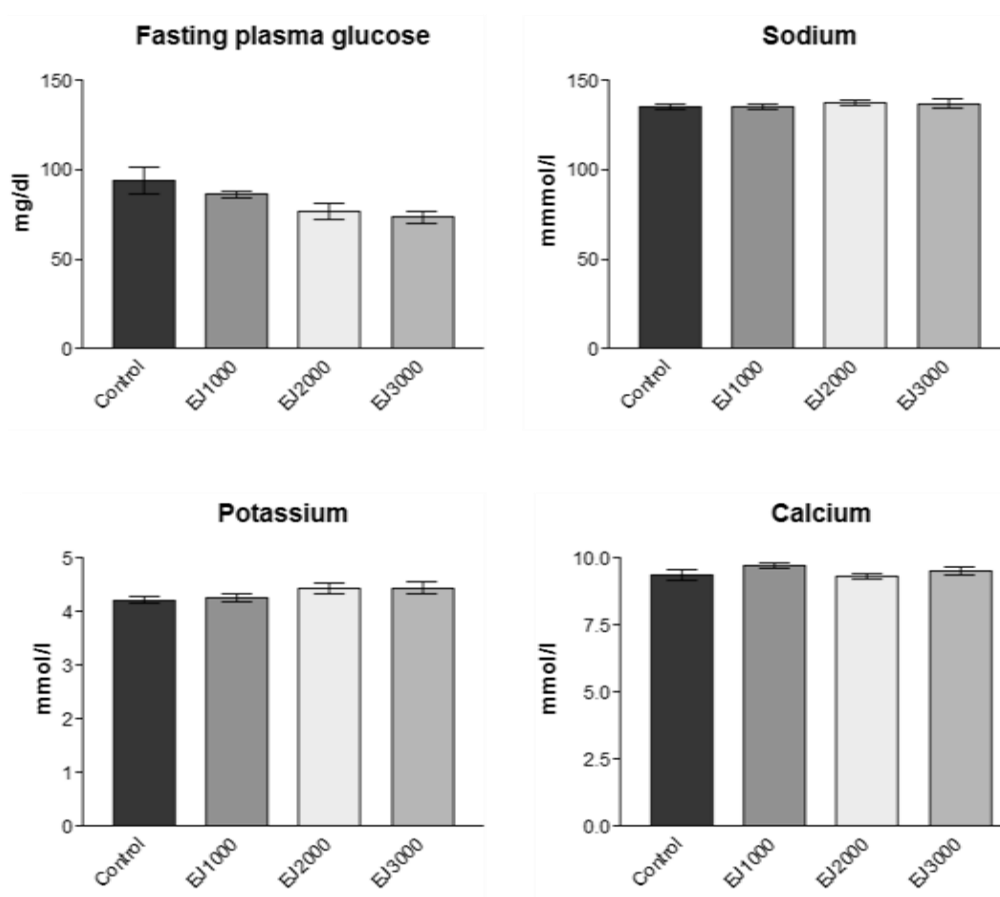 Fasting plasma glucose
150
100
50
0
mg/dl
Control
EJ1000
EJ2000
EJ3000
Sodium
150
100
50
0
mmmol/l
Control
EJ1000
EJ2000
EJ3000
Potassium
5
4
3
2
1
0
mmol/l
Control
EJ1000
EJ2000
EJ3000
Calcium
10.0
7.5
5.0
2.5
0.0
mmol/l
Control
EJ1000
EJ2000
EJ3000